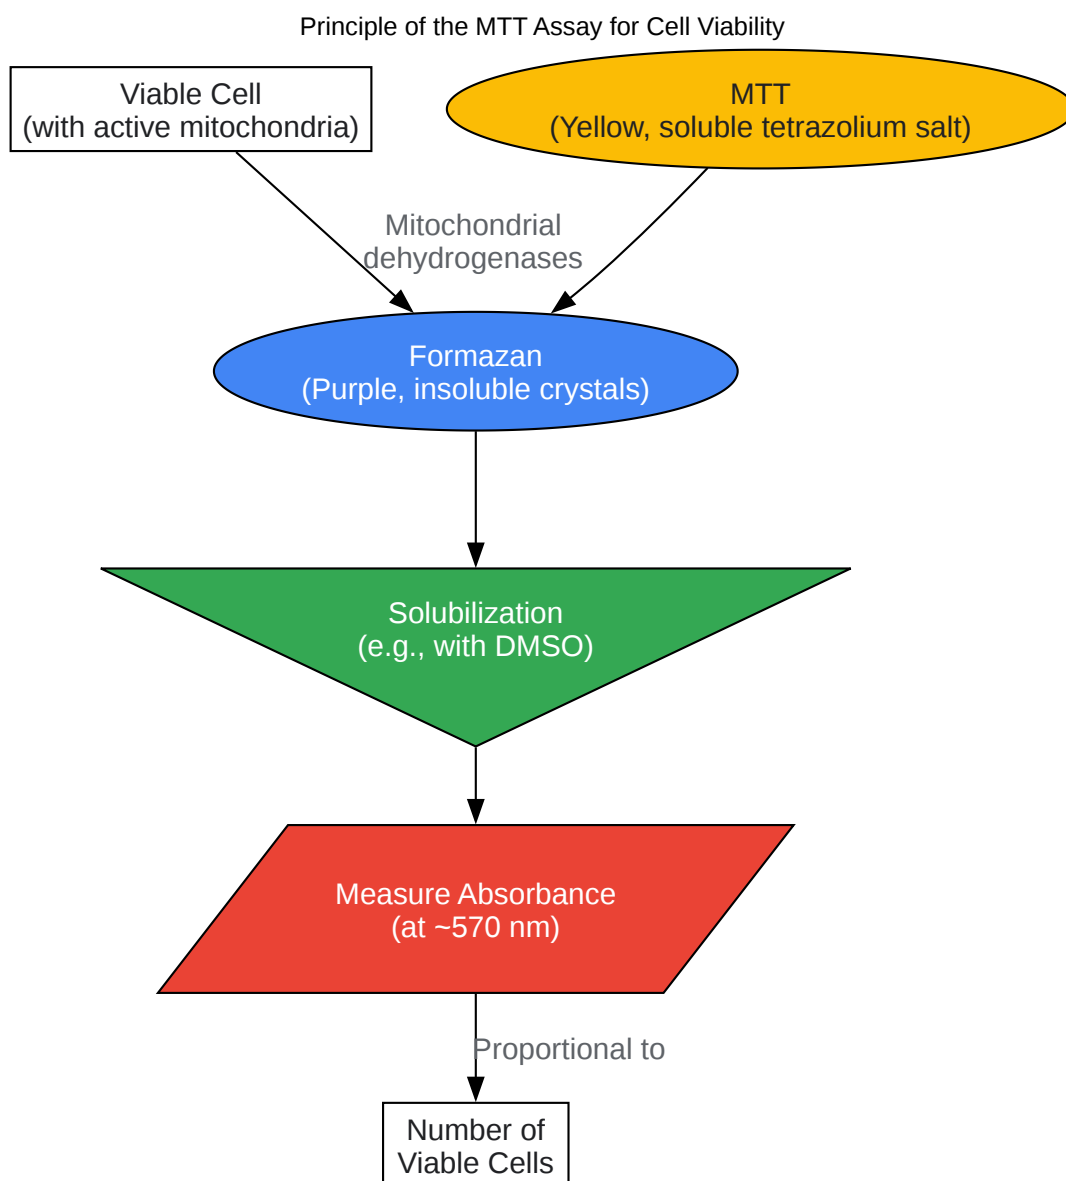 Principle of the MTT Assay for Cell Viability
Viable Cell
(with active mitochondria)
MTT
(Yellow, soluble tetrazolium salt)
Mitochondrial
dehydrogenases
Formazan
(Purple, insoluble crystals)
Solubilization
(e.g., with DMSO)
Measure Absorbance
(at ~570 nm)
Proportional to
Number of
Viable Cells